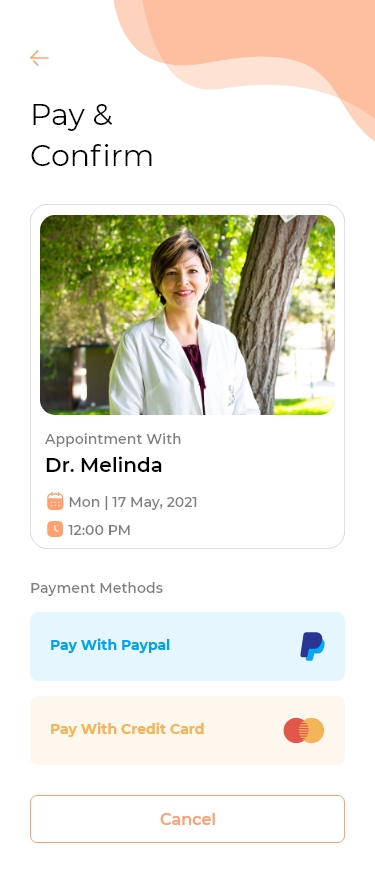 Pay &
Confirm
Appointment With
Dr. Melinda
Mon | 17 May, 2021
12:00 PM
Payment Methods
Pay With Paypal
Pay With Credit Card
Cancel